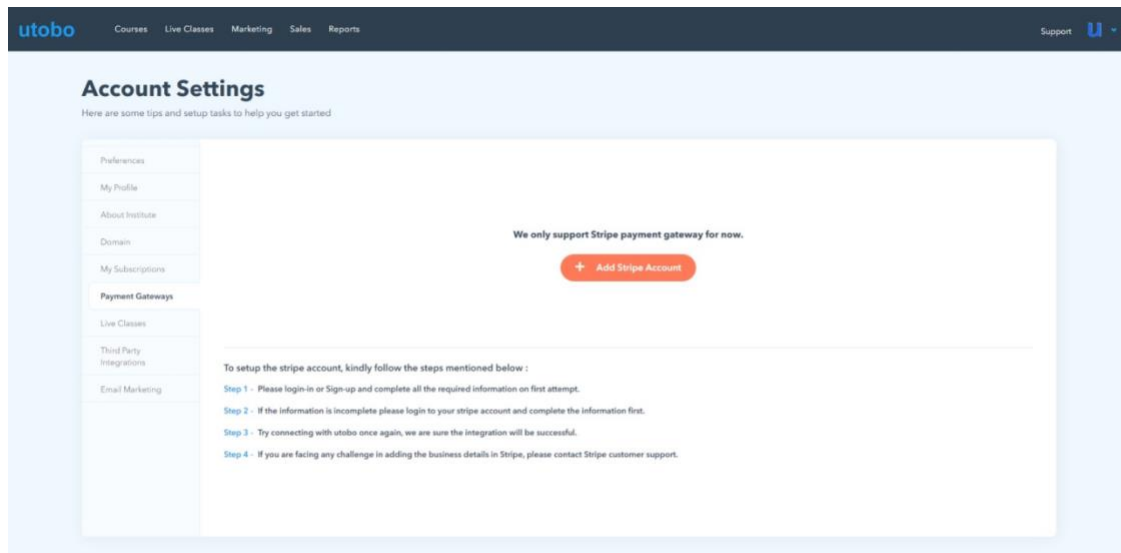 utobo
Courses Live Classes Marketing Sales Reports
Support
Account Settings
Here are some tips and setup tasks to help you get started
Preferences
My Profile
About Institute
Domain
My Subscriptions
Payment Gateways
Live Classes
Third Party
Integrations
Email Marketing
We only support Stripe payment gateway for now.
+ Add Stripe Account
To setup the stripe account, kindly follow the steps mentioned below :
Step 1 - Please login-in or Sign-up and complete all the required information on first attempt.
Step 2 - If the information is incomplete please login to your stripe account and complete the information first.
Step 3 - Try connecting with utobo once again, we are sure the integration will be successful.
Step 4 - If you are facing any challenge in adding the business details in Stripe, please contact Stripe customer support.